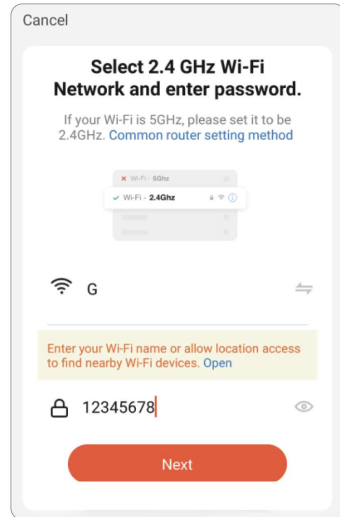 Cancel
Select 2.4 GHz Wi-Fi
Network and enter password.
If your Wi-Fi is 5GHz, please set it to be
2.4GHz. Common router setting method
Wi-Fi - 5Ghz
Wi-Fi - 2.4Ghz
G
Enter your Wi-Fi name or allow location access
to find nearby Wi-Fi devices. Open
12345678
Next